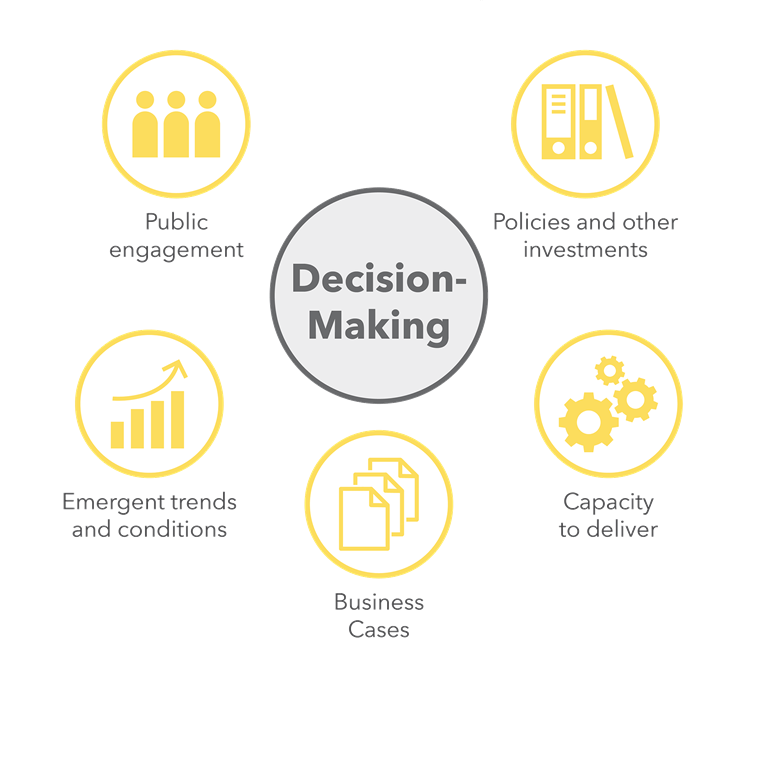 Public
engagement
Policies and other
investments
Decision-
Making
Emergent trends
and conditions
Capacity
to deliver
Business
Cases